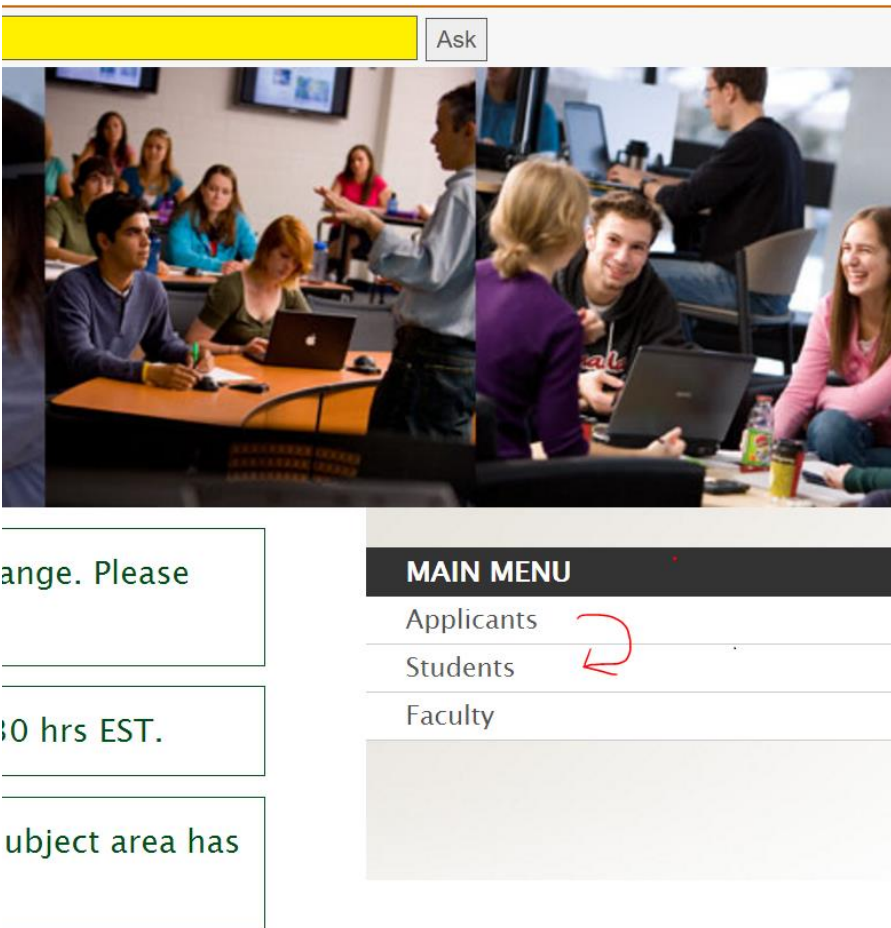 Ask
ange. Please
30 hrs EST.
ubject area has
MAIN MENU
Applicants
Students
Faculty